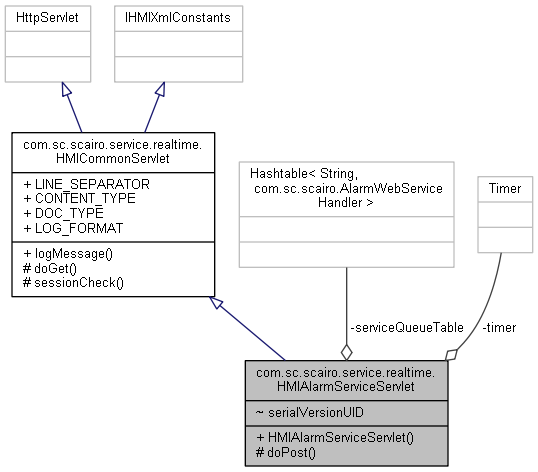 HttpServlet
IHMIXmlConstants
com.sc.scairo.service.realtime.
HMICommonServlet
+ LINE_SEPARATOR
+ CONTENT_TYPE
+ DOC_TYPE
+ LOG_FORMAT
+ logMessage()
# doGet()
# sessionCheck()
Hashtable< String,
com.sc.scairo.AlarmWebService
Handler >
Timer
-serviceQueueTable
-timer
com.sc.scairo.service.realtime.
HMIAlarmServiceServlet
~ serialVersionUID
+ HMIAlarmServiceServlet()
# doPost()